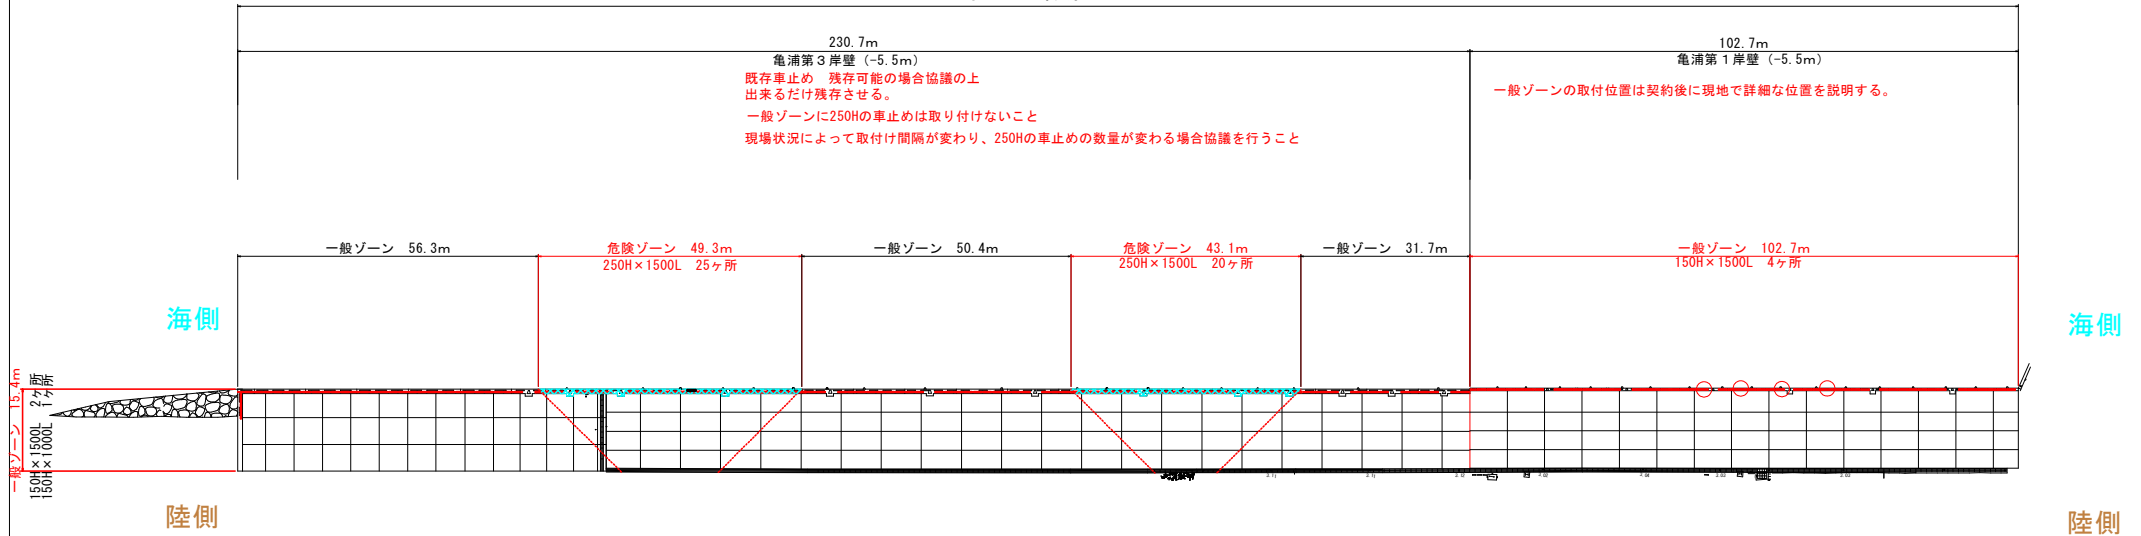 230.7m
102.7m
亀浦第３岸壁（-5.5m）
亀浦第１岸壁（-5.5m）
既存車止め　残存可能の場合協議の上
出来るだけ残存させる。
一般ゾーンに250Hの車止めは取り付けないこと
現場状況によって取付け間隔が変わり、250Hの車止めの数量が変わる場合協議を行うこと
一般ゾーンの取付位置は契約後に現地で詳細な位置を説明する。
一般ゾーン　56.3m
危険ゾーン　49.3m
250H×1500L　25ヶ所
一般ゾーン　50.4m
危険ゾーン　43.1m
250H×1500L　20ヶ所
一般ゾーン　31.7m
一般ゾーン　102.7m
150H×1500L　4ヶ所
海側
海側
一般ゾーン　15.4m
150H×1500L　2ヶ所
150H×1000L　1ヶ所
陸側
陸側